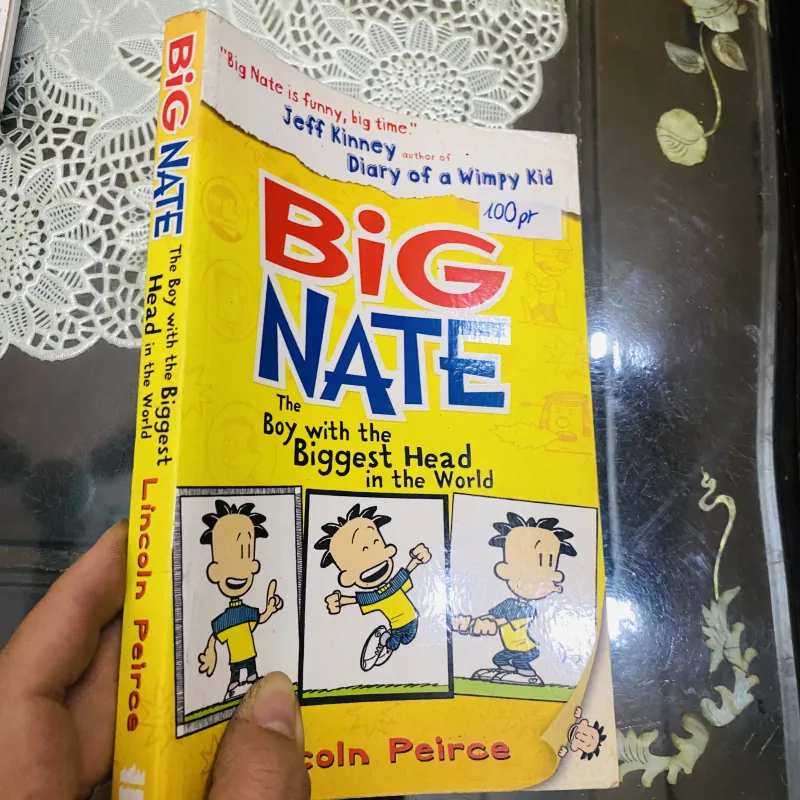 "Big Nate is funny, big time."
Jeff Kinney author of
Diary of a Wimpy Kid
100pr
BiG
NATE
The
Boy with the
Biggest Head
in the World
coln Peirce
BiG NATE
The Boy with the Biggest
Head in the World
Lincoln Peirce